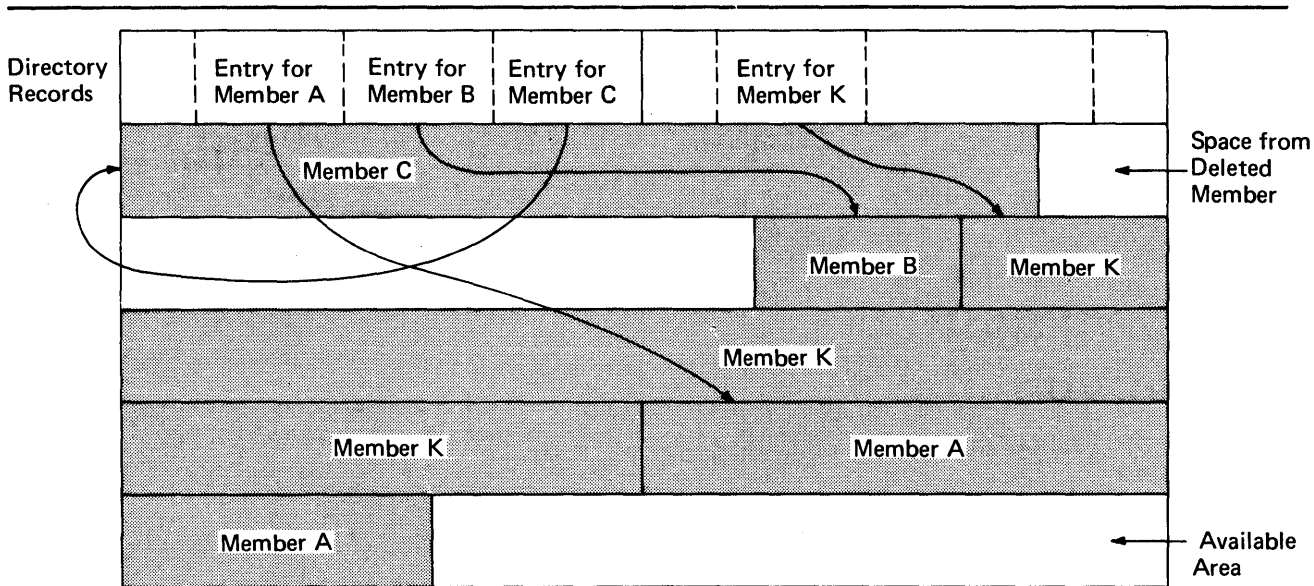 Directory
Records
Entry for
Member A
Entry for
Member B
Entry for
Member C
Entry for
Member K
Member C
Space from
Deleted
Member
Member B
Member K
Member K
Member K
Member A
Member A
Available
Area